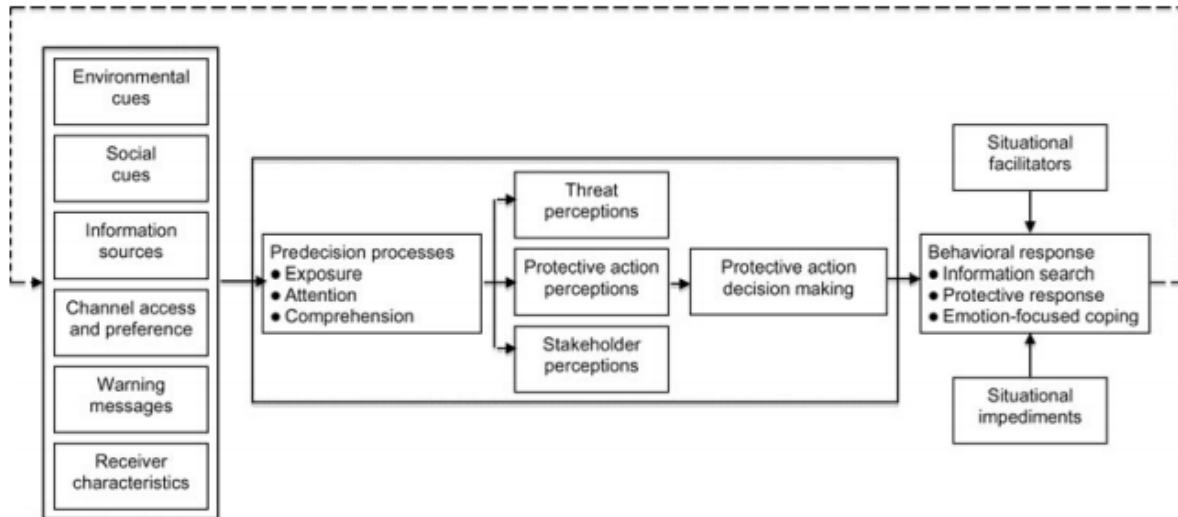 Environmental
cues
Social
cues
Information
sources
Channel access
and preference
Warning
messages
Receiver
characteristics
Predecision processes
● Exposure
● Attention
● Comprehension
Threat
perceptions
Protective action
perceptions
Stakeholder
perceptions
Protective action
decision making
Situational
facilitators
Behavioral response
● Information search
● Protective response
● Emotion-focused coping
Situational
impediments